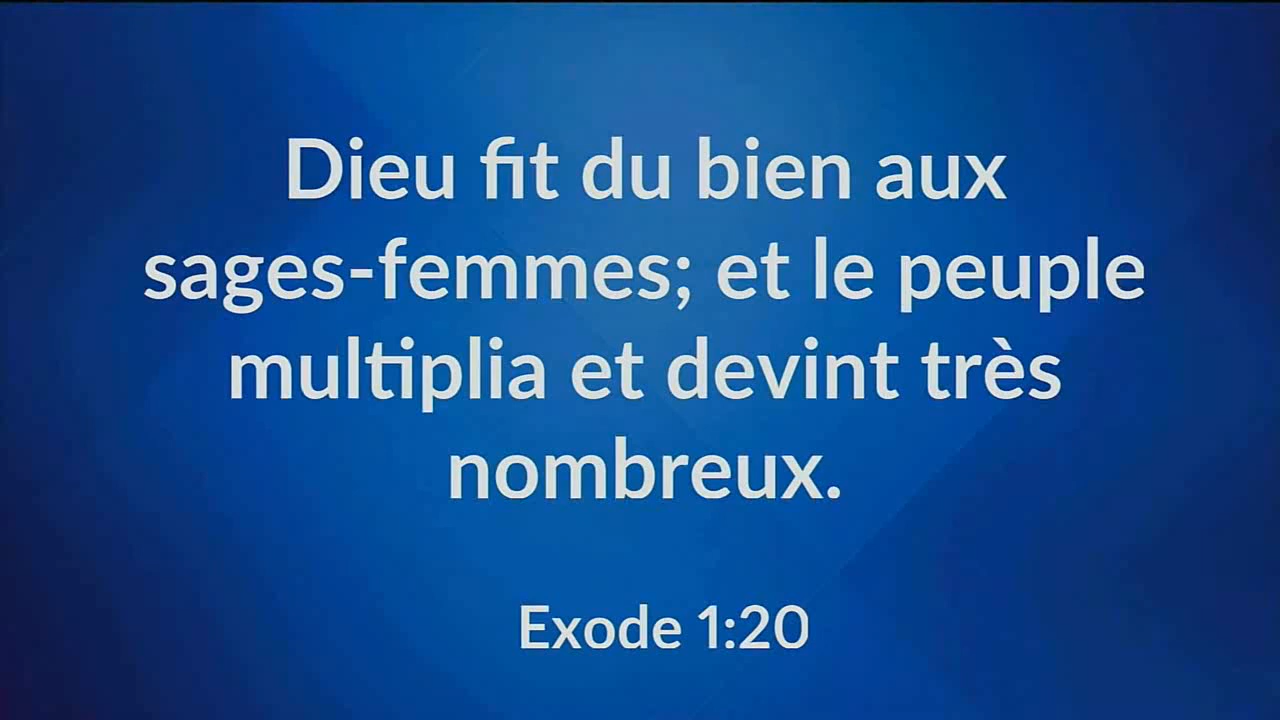 Dieu fit du bien aux
sages-femmes; et le peuple
multiplia et devint très
nombreux.
Exode 1:20